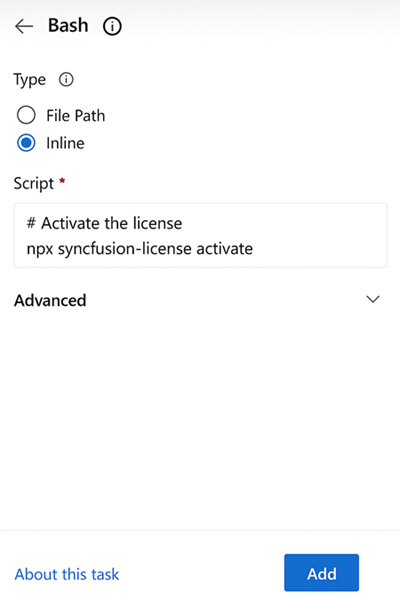 Bash
Type
File Path
Inline
Script *
# Activate the license
npx syncfusion-license activate
Advanced
About this task
Add